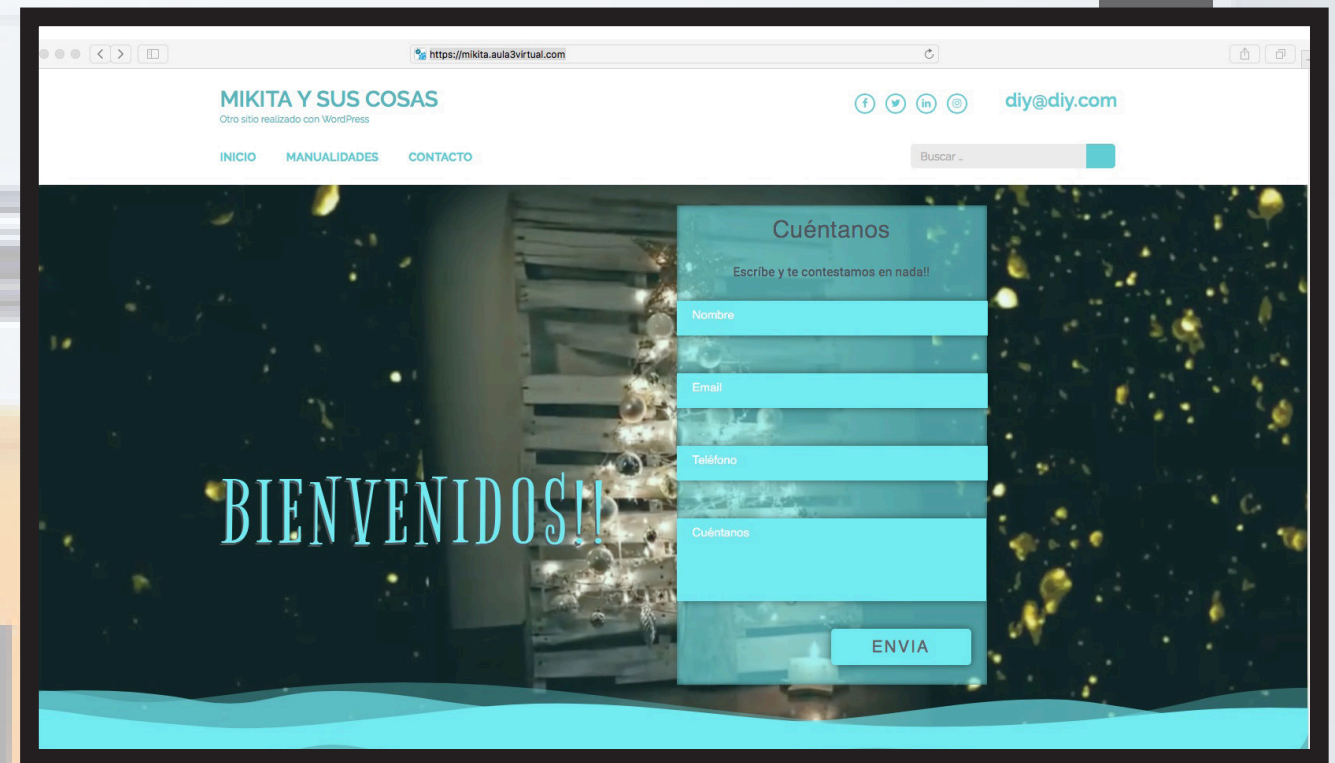 https://mikita.aula3virtual.com
MIKITA Y SUS COSAS
Otro sitio realizado con WordPress
diy@diy.com
INICIO MANUALIDADES CONTACTO
Buscar ..
Cuéntanos
Escríbe y te contestamos en nada!!
Nombre
Email
Teléfono
Cuéntanos
ENVIA
BIENVENIDOS!!